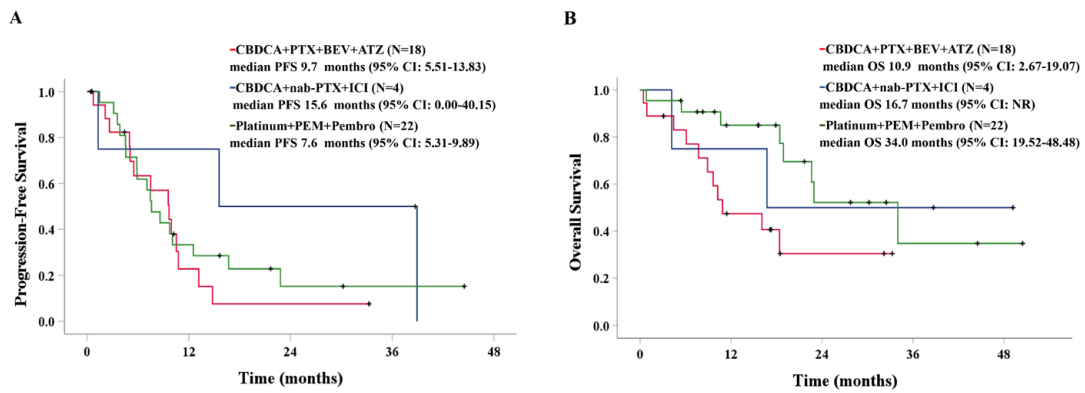 A
CBDCA+PTX+BEV+ATZ (N=18)
median PFS 9.7 months (95% CI: 5.51-13.83)
CBDCA+nab-PTX+ICI (N=4)
median PFS 15.6 months (95% CI: 0.00-40.15)
Platinum+PEM+Pembro (N=22)
median PFS 7.6 months (95% CI: 5.31-9.89)
Progression-Free Survival
1.0
0.8
0.6
0.4
0.2
0.0
0
12
24
36
48
Time (months)
B
CBDCA+PTX+BEV+ATZ (N=18)
median OS 10.9 months (95% CI: 2.67-19.07)
CBDCA+nab-PTX+ICI (N=4)
median OS 16.7 months (95% CI: NR)
Platinum+PEM+Pembro (N=22)
median OS 34.0 months (95% CI: 19.52-48.48)
Overall Survival
1.0
0.8
0.6
0.4
0.2
0.0
0
12
24
36
48
Time (months)